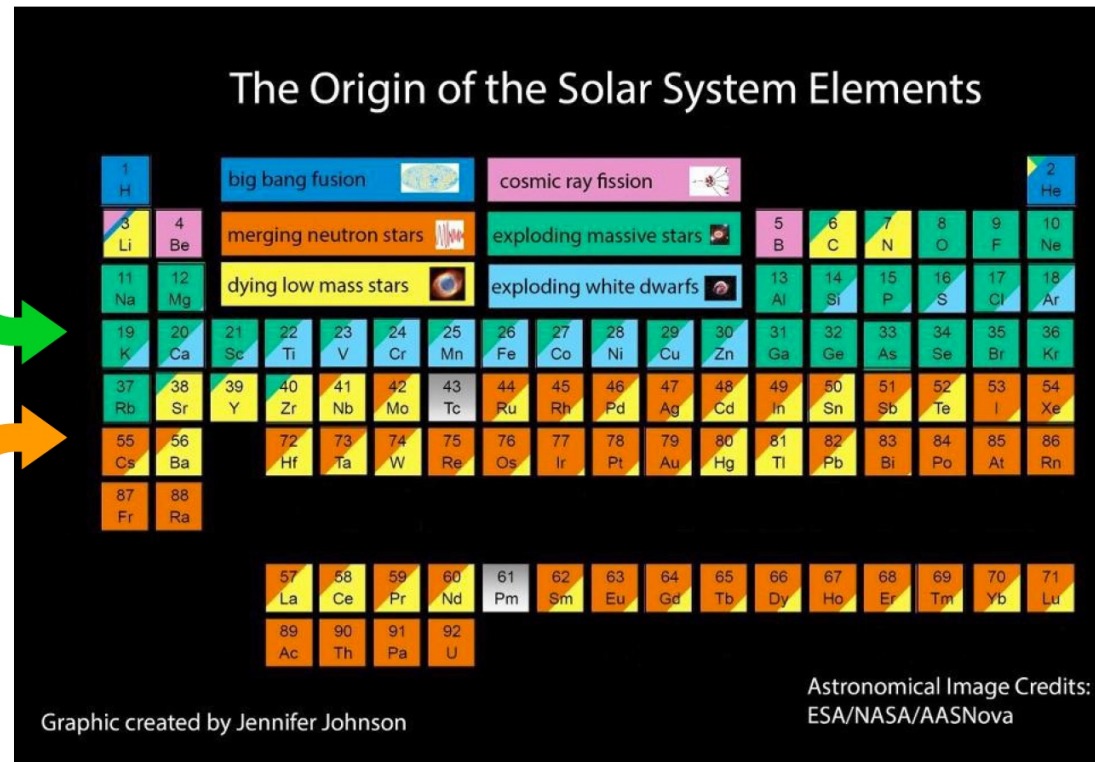 The Origin of the Solar System Elements
1 2
H big bang fusion cosmic ray fission He
3 4 5 6 7 8 9 10
Li Be merging neutron stars exploding massive stars B C N O F Ne
11 12 13 14 15 16 17 18
Na Mg dying low mass stars exploding white dwarfs Al Si P S Cl Ar
19 20 21 22 23 24 25 26 27 28 29 30 31 32 33 34 35 36
K Ca Sc Ti V Cr Mn Fe Co Ni Cu Zn Ga Ge As Se Br Kr
37 38 39 40 41 42 43 44 45 46 47 48 49 50 51 52 53 54
Rb Sr Y Zr Nb Mo Tc Ru Rh Pd Ag Cd In Sn Sb Te I Xe
55 56 72 73 74 75 76 77 78 79 80 81 82 83 84 85 86
Cs Ba Hf Ta W Re Os Ir Pt Au Hg Tl Pb Bi Po At Rn
87 88
Fr Ra
57 58 59 60 61 62 63 64 65 66 67 68 69 70 71
La Ce Pr Nd Pm Sm Eu Gd Tb Dy Ho Er Tm Yb Lu
89 90 91 92
Ac Th Pa U
Graphic created by Jennifer Johnson
Astronomical Image Credits:
ESA/NASA/AASNova